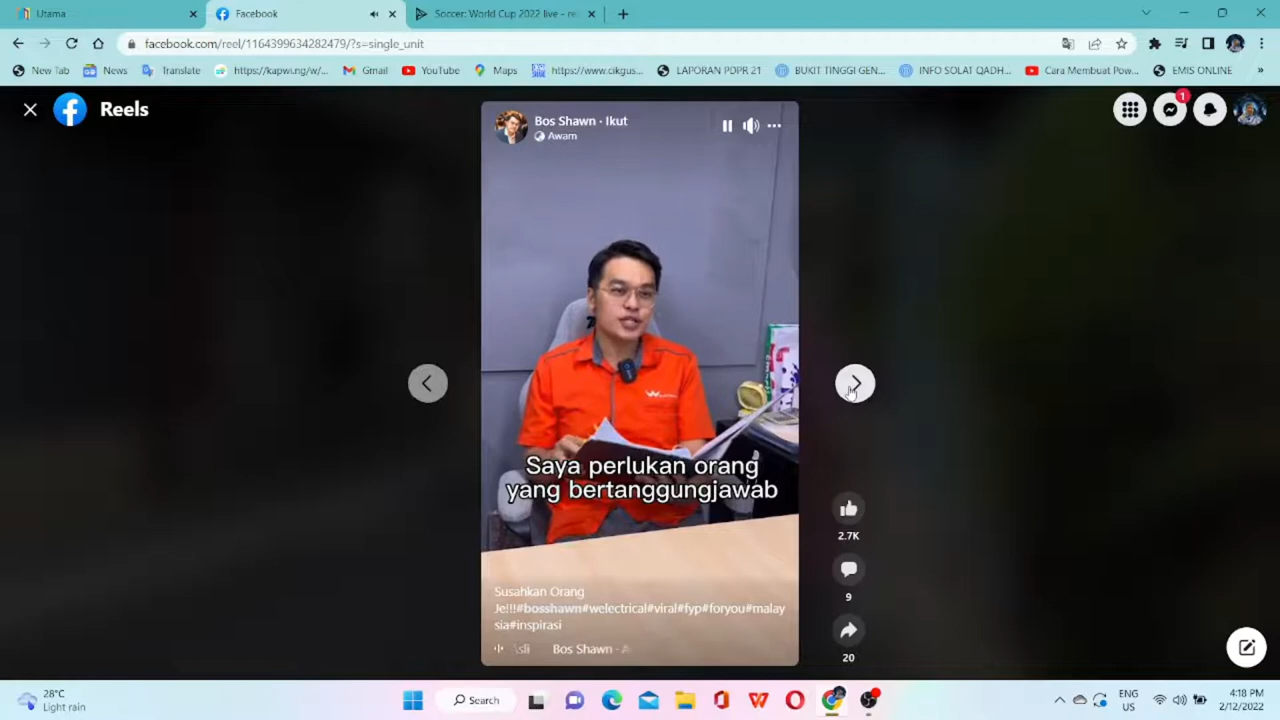 Utama
Facebook
Soccer: World Cup 2022 live - re
facebook.com/reel/1164399634282479/?s=single_unit
New Tab
News
Translate
https://kapwi.ng/w/...
Gmail
YouTube
Maps
https://www.cikgus...
LAPORAN PDPR 21
BUKIT TINGGI GEN...
INFO SOLAT QADH...
Cara Membuat Pow...
EMIS ONLINE
»
Reels
1
Bos Shawn · Ikut
Awam
Saya perlukan orang
yang bertanggungjawab
2.7K
9
20
Susahkan Orang
Je!!!#bosshawn#welectrical#viral#fyp#foryou#malay
sia#inspirasi
Bos Shawn · A
28°C
Light rain
Search
ENG
US
4:18 PM
2/12/2022